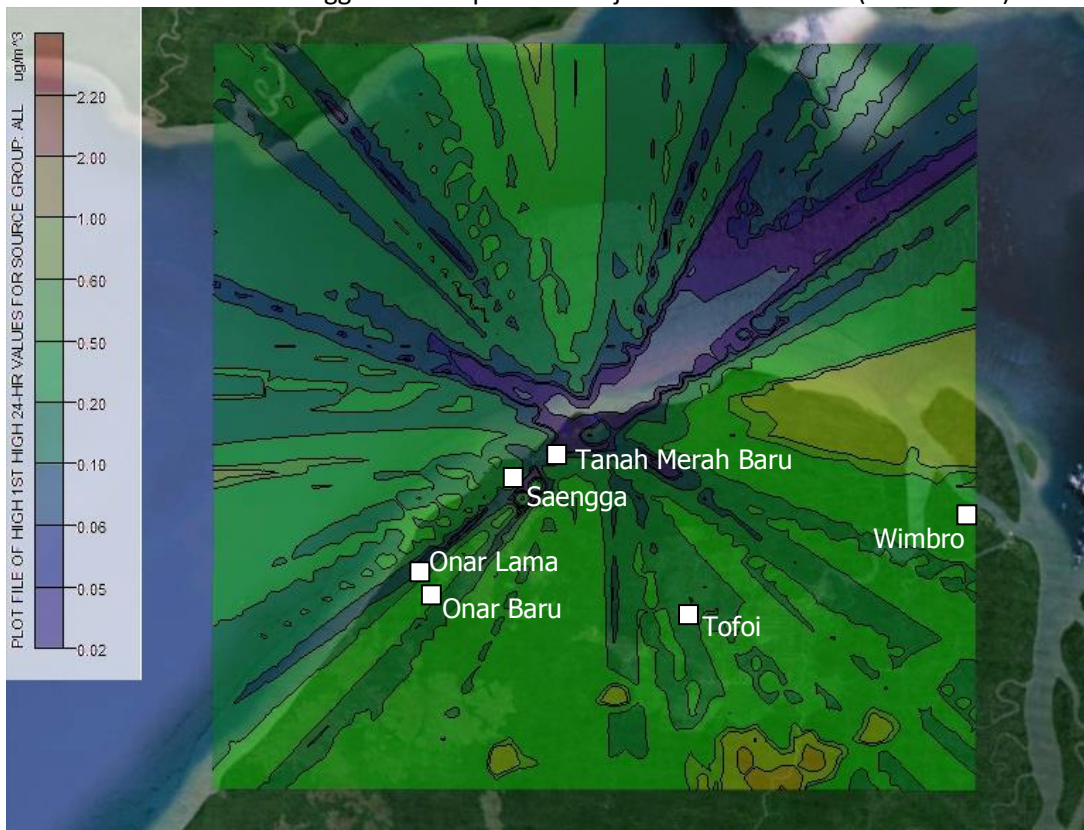 PLOT FILE OF HIGH 1ST HIGH 24-HR VALUES FOR SOURCE GROUP: ALL
ug/m^3
2.20
2.00
1.00
0.60
0.50
0.20
0.10
0.06
0.05
0.02
Tanah Merah Baru
Saengga
Wimbro
Onar Lama
Onar Baru
Tofoi